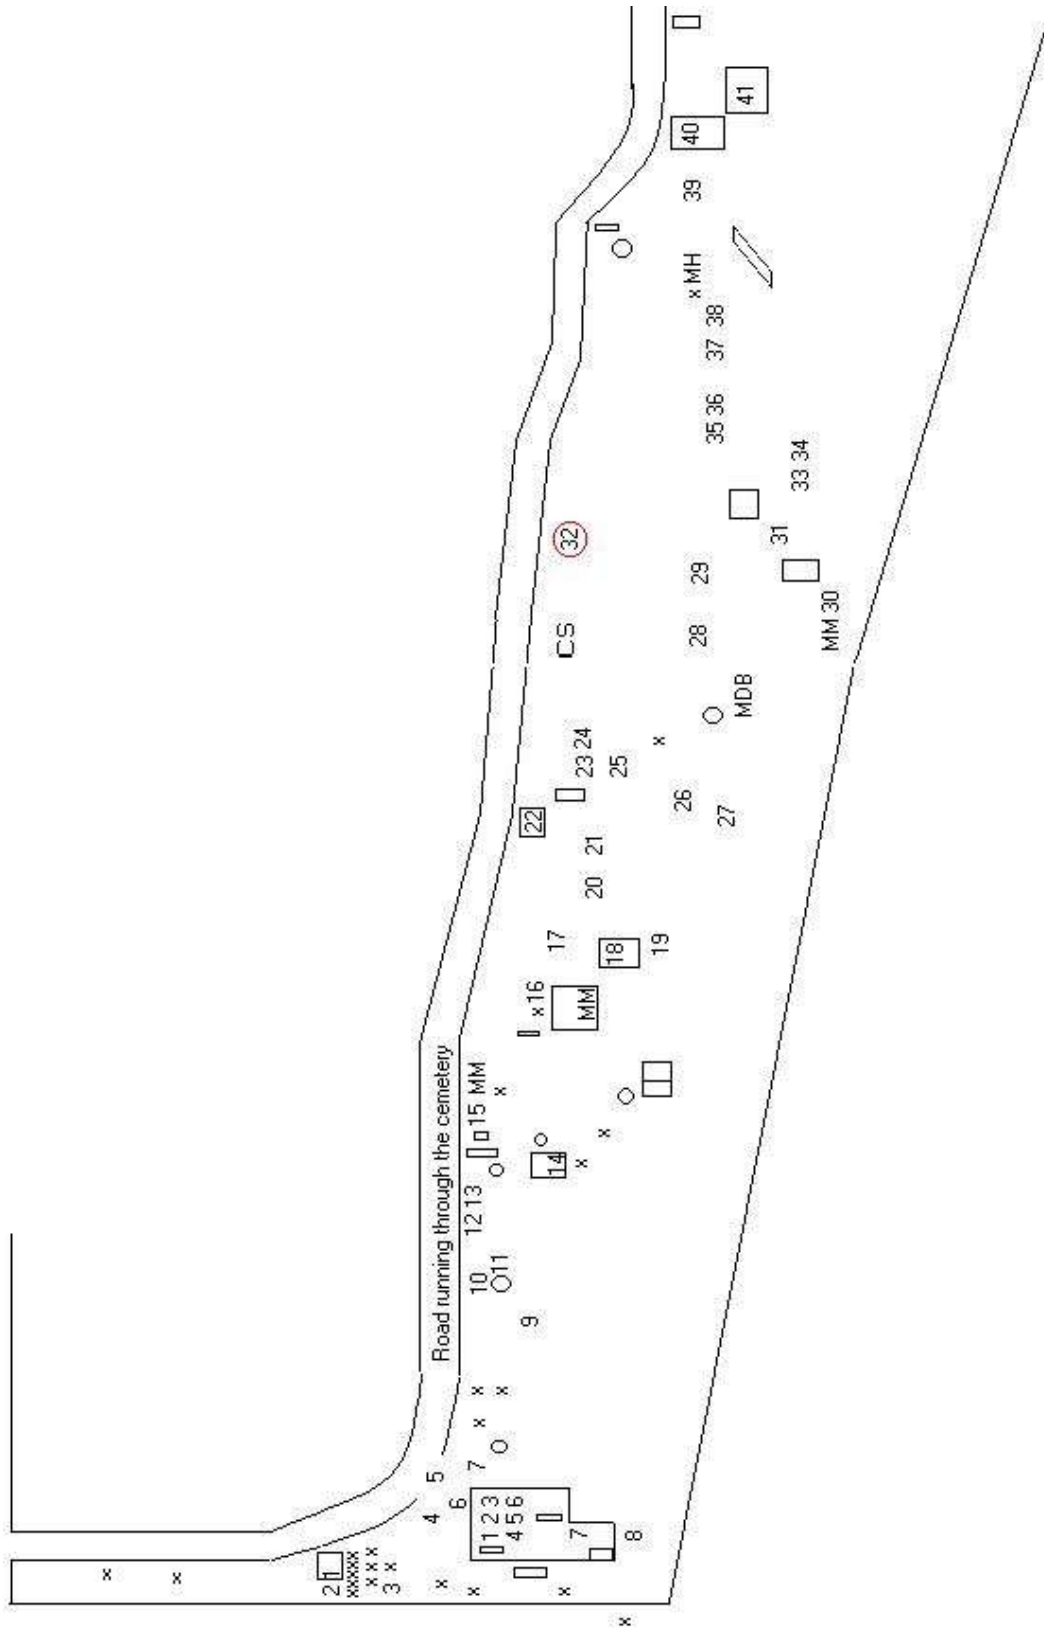 41
40
39
x MH
37 38
35 36
33 34
32
31
29
28
MM 30
CS
MDB
23 24
25
x
26
27
22
21
20
17
18
19
x 16
MM
15 MM
x
x
14
x
12 13
Road running through the cemetery
10
11
9
x
x
x
7
5
6
4
1 2 3
4 5 6
7
8
2 1
xxxxx
x x x
3 x
x
x
x
x
x
x